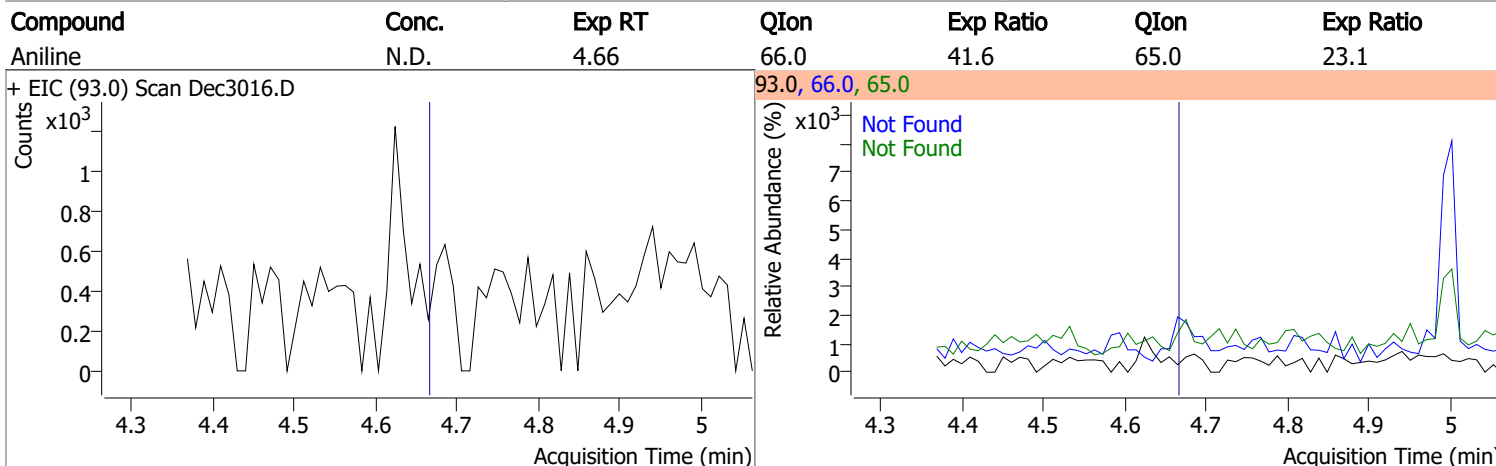 Compound Conc. Exp RT QIon Exp Ratio QIon Exp Ratio
Aniline N.D. 4.66 66.0 41.6 65.0 23.1
+ EIC (93.0) Scan Dec3016.D
Counts
x10³
1
0.8
0.6
0.4
0.2
0
4.3 4.4 4.5 4.6 4.7 4.8 4.9 5
Acquisition Time (min)
93.0, 66.0, 65.0
Relative Abundance (%)
x10³
Not Found
Not Found
7
6
5
4
3
2
1
0
4.3 4.4 4.5 4.6 4.7 4.8 4.9 5
Acquisition Time (min)